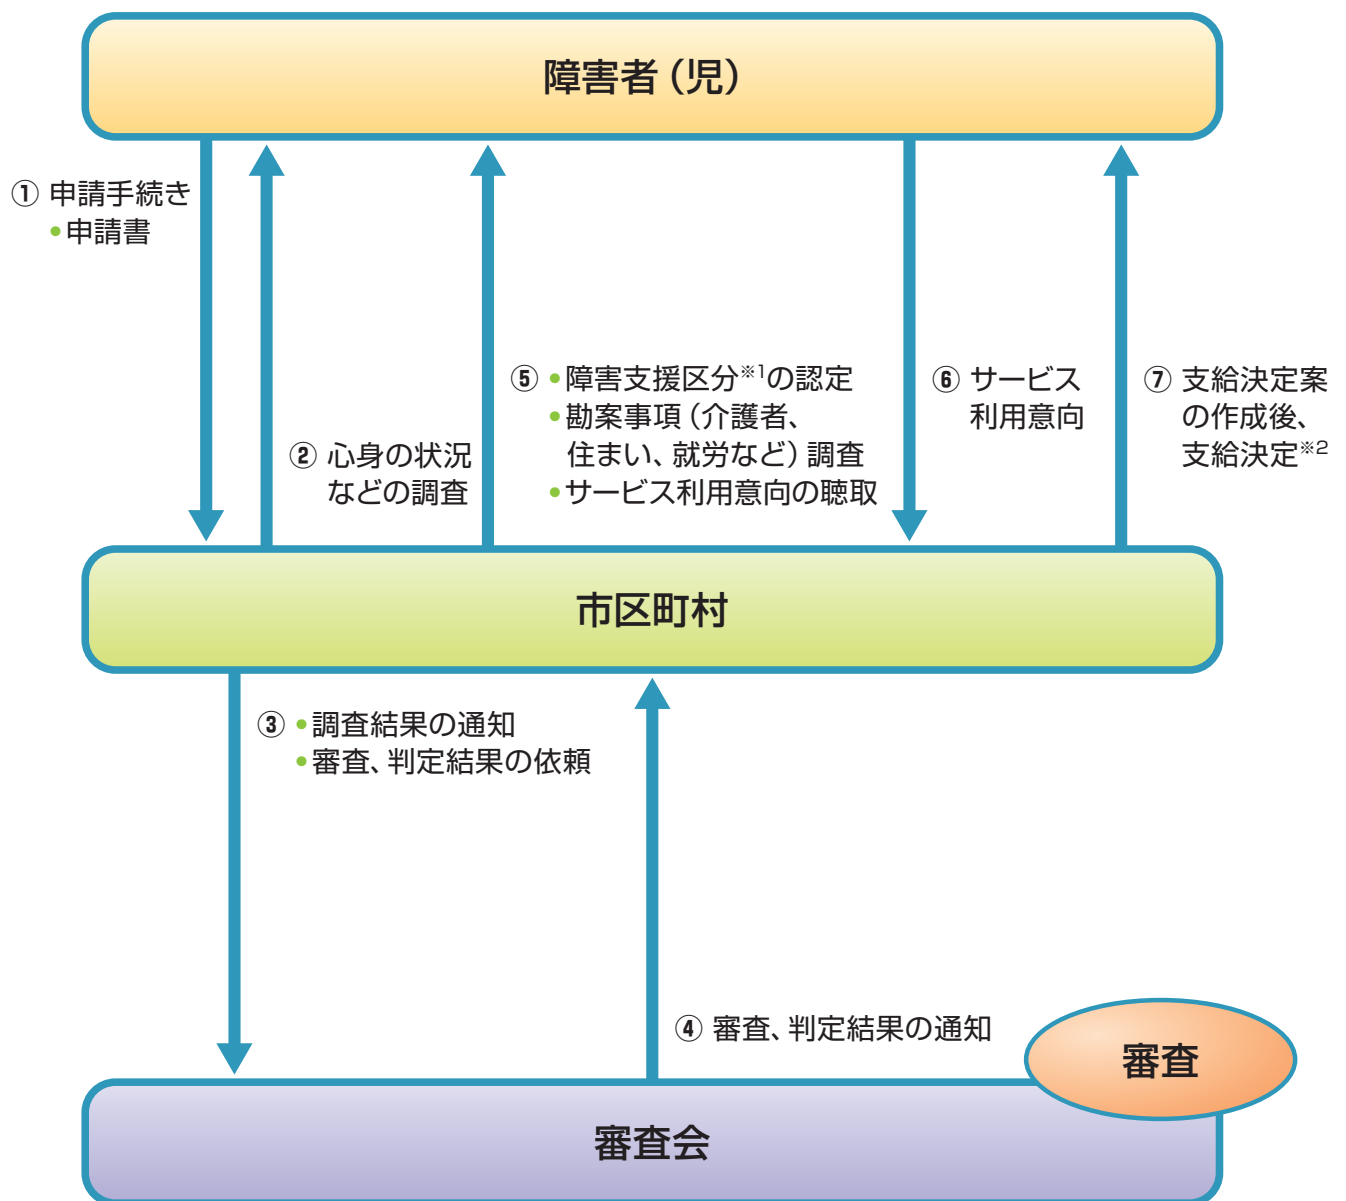 障害者（児）
① 申請手続き
•申請書
② 心身の状況
などの調査
⑤ •障害支援区分※1の認定
•勘案事項（介護者、
住まい、就労など）調査
•サービス利用意向の聴取
⑥ サービス
利用意向
⑦ 支給決定案
の作成後、
支給決定※2
市区町村
③ •調査結果の通知
•審査、判定結果の依頼
④ 審査、判定結果の通知
審査
審査会